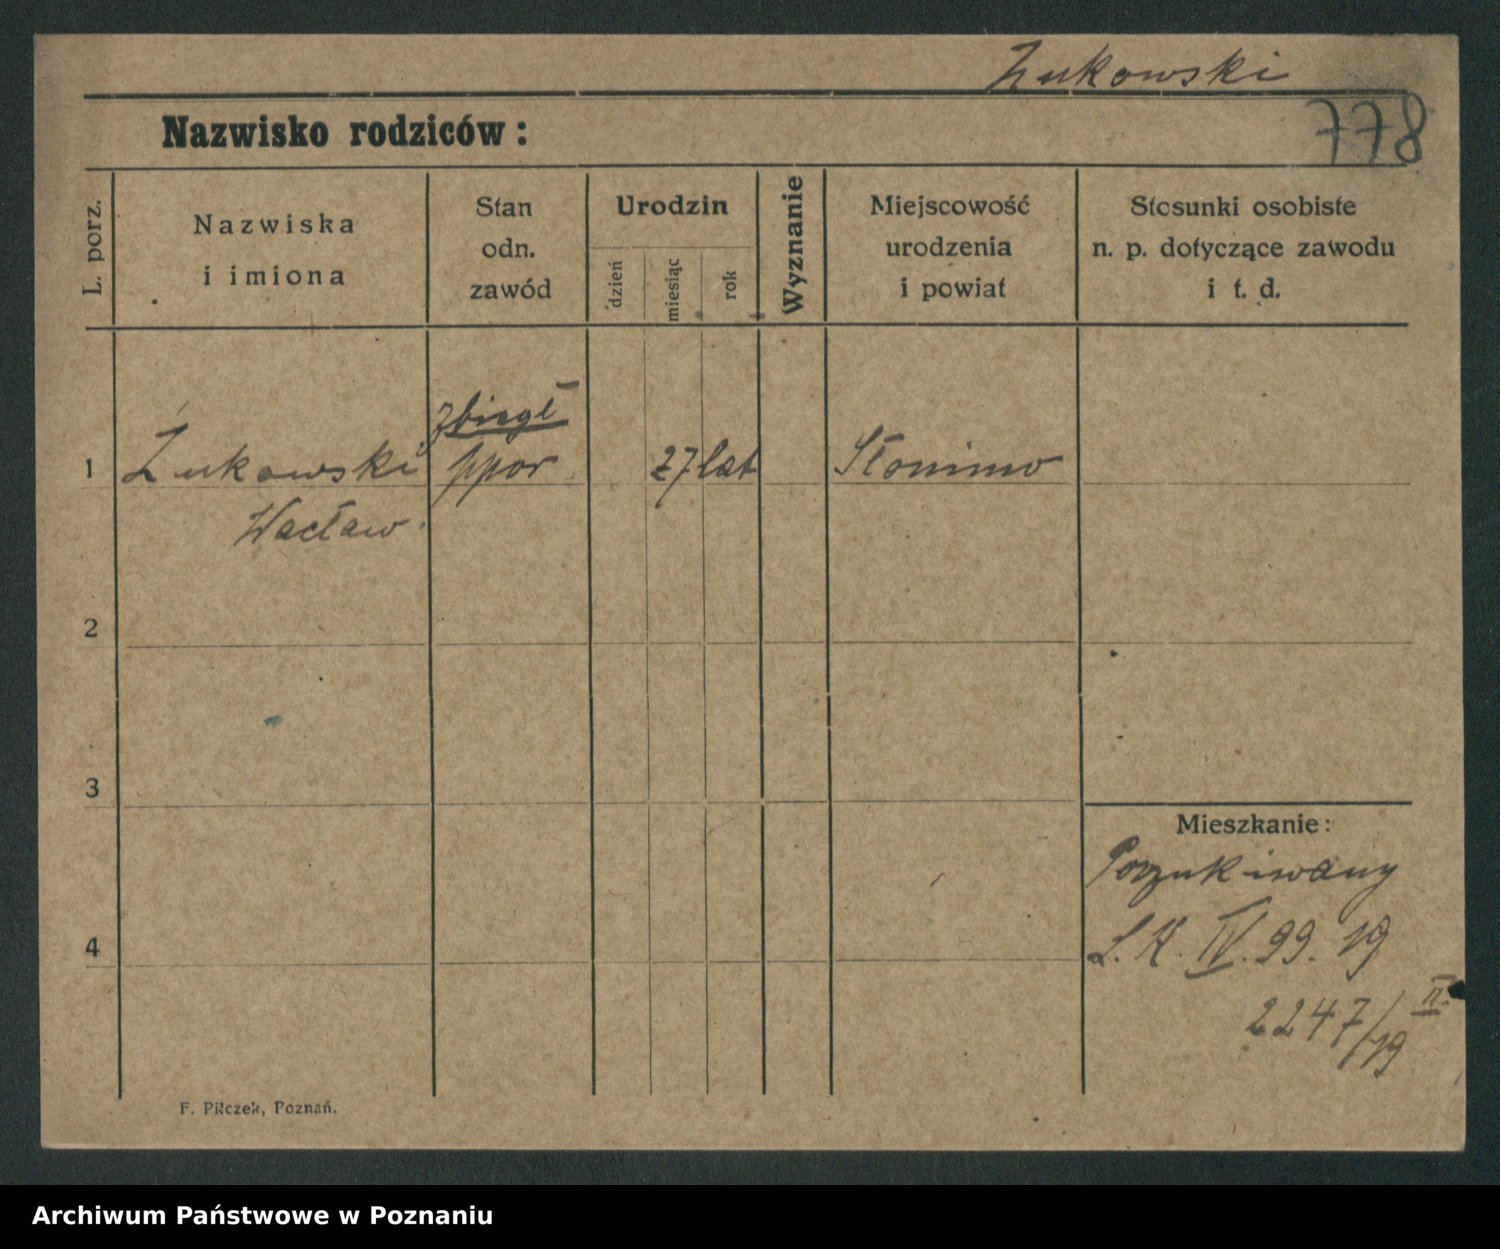 Żukowski
Nazwisko rodziców:
778
L. porz.
Nazwiska
i imiona
Stan
odn.
zawód
Urodzin
dzień
miesiąc
rok
Wyznanie
Miejscowość
urodzenia
i powiat
Stosunki osobiste
n. p. dotyczące zawodu
i t. d.
zbiegł
1 Żukowski ppor. 27 lat Słonimo
Wacław
2
3
Mieszkanie:
Poszukiwany
4 L. K. IV. 99. 19
II.
2247/19
F. Pilczek, Poznań.
Archiwum Państwowe w Poznaniu